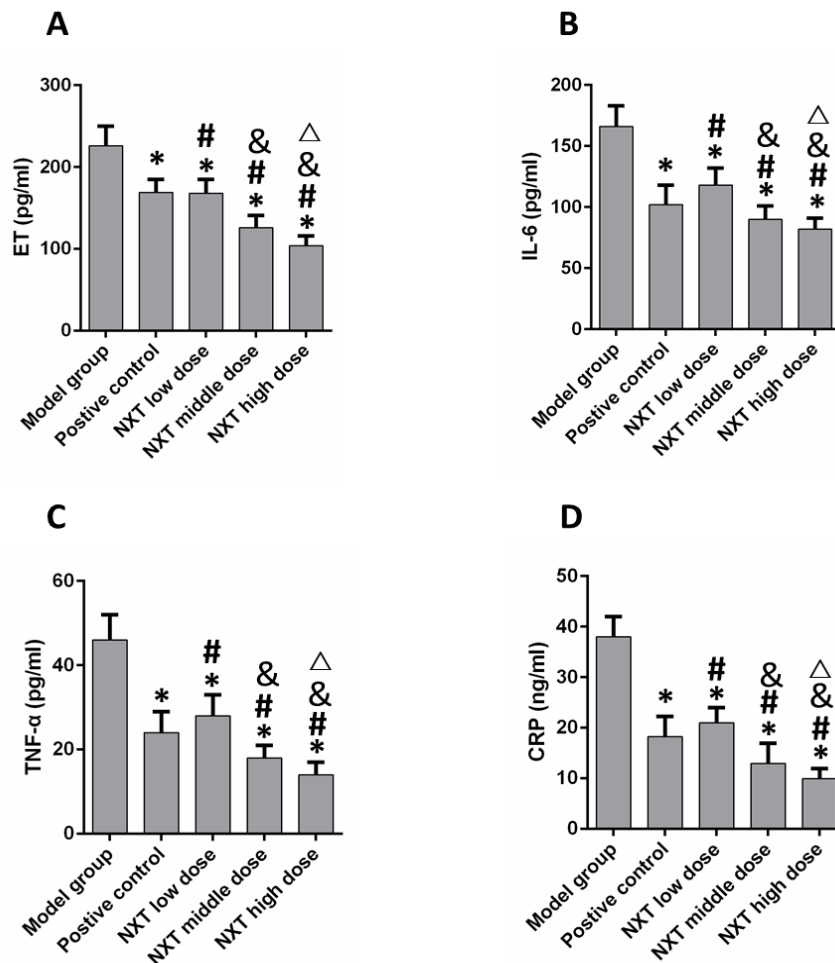 A
ET (pg/ml)
300
200
100
0
△
# & &
* * # #
* *
Model group
Postive control
NXT low dose
NXT middle dose
NXT high dose
B
IL-6 (pg/ml)
200
150
100
50
0
△
# & &
* * # #
* *
Model group
Postive control
NXT low dose
NXT middle dose
NXT high dose
C
TNF-α (pg/ml)
60
40
20
0
△
# & &
* * # #
* *
Model group
Postive control
NXT low dose
NXT middle dose
NXT high dose
D
CRP (ng/ml)
50
40
30
20
10
0
△
# & &
* * # #
* *
Model group
Postive control
NXT low dose
NXT middle dose
NXT high dose